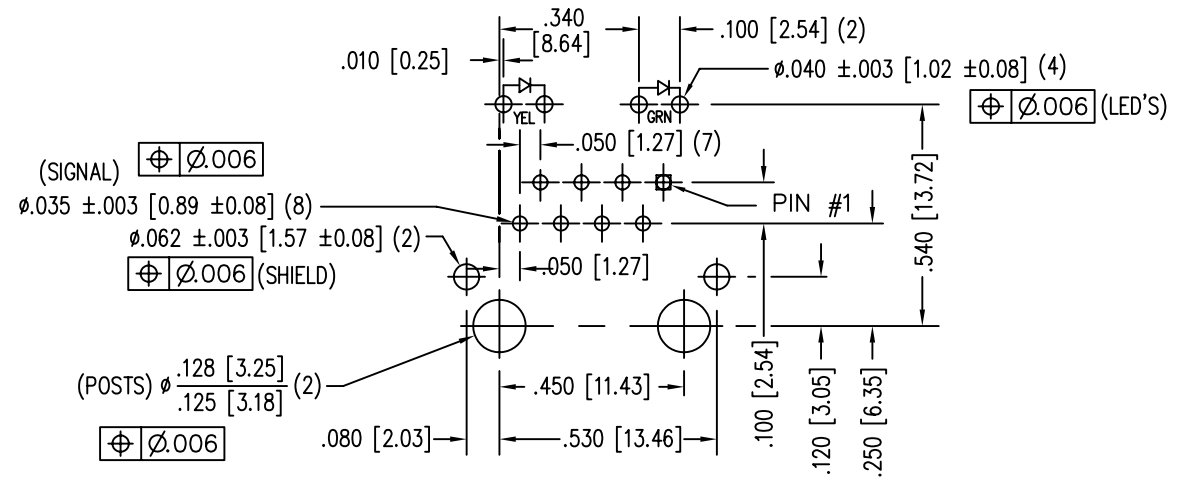 .340
[8.64]
.100 [2.54] (2)
.010 [0.25]
ø.040 ±.003 [1.02 ±0.08] (4)
⌖ Ø.006 (LED'S)
YEL
GRN
.050 [1.27] (7)
(SIGNAL) ⌖ Ø.006
ø.035 ±.003 [0.89 ±0.08] (8)
PIN #1
.540 [13.72]
ø.062 ±.003 [1.57 ±0.08] (2)
⌖ Ø.006 (SHIELD)
.050 [1.27]
(POSTS) ø .128 [3.25] (2)
.125 [3.18]
⌖ Ø.006
.450 [11.43]
.080 [2.03]
.530 [13.46]
.100 [2.54]
.120 [3.05]
.250 [6.35]